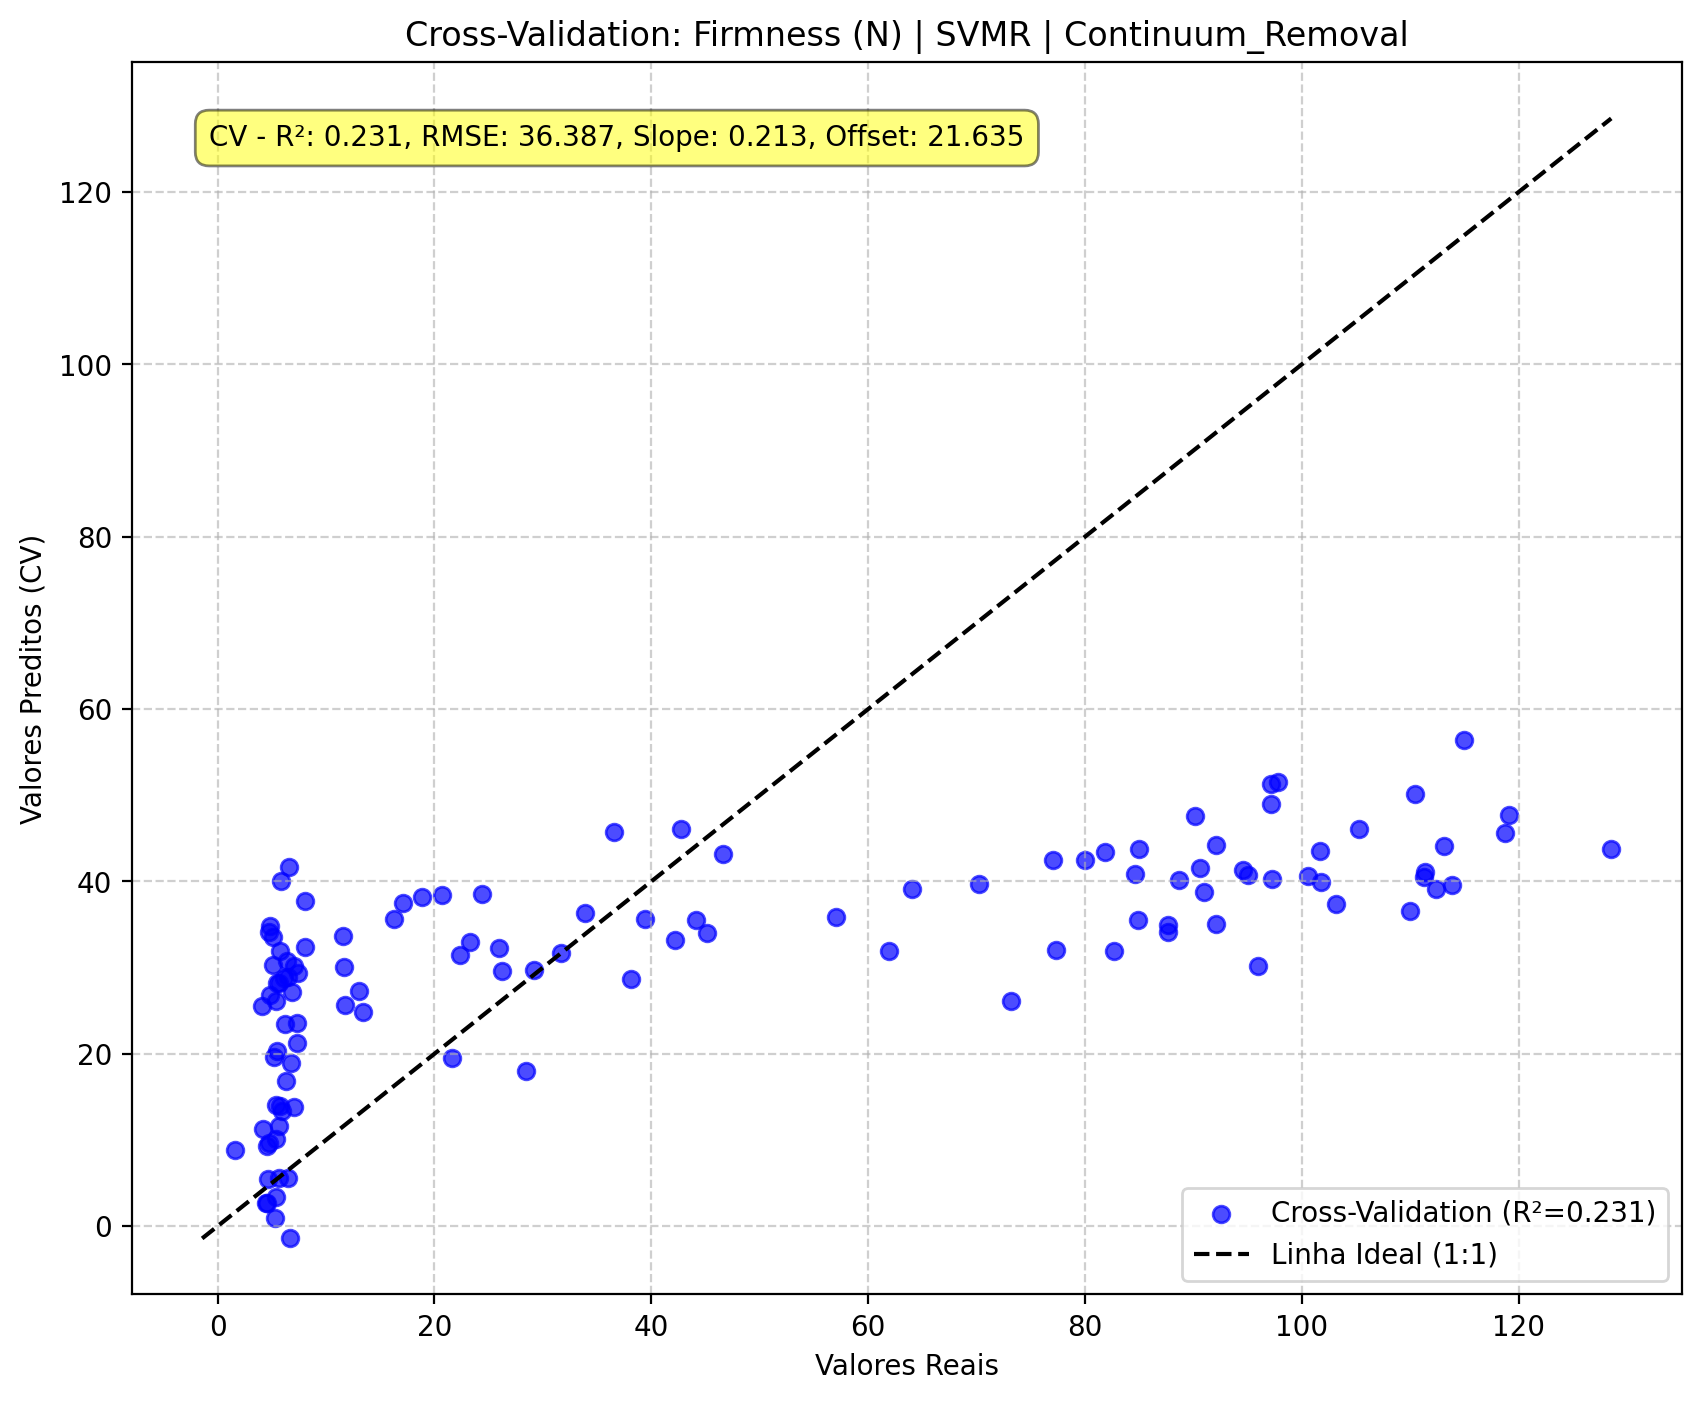 Cross-Validation: Firmness (N) | SVMR | Continuum_Removal
CV - R²: 0.231, RMSE: 36.387, Slope: 0.213, Offset: 21.635
Valores Preditos (CV)
120
100
80
60
40
20
0
Cross-Validation (R²=0.231)
Linha Ideal (1:1)
0 20 40 60 80 100 120
Valores Reais